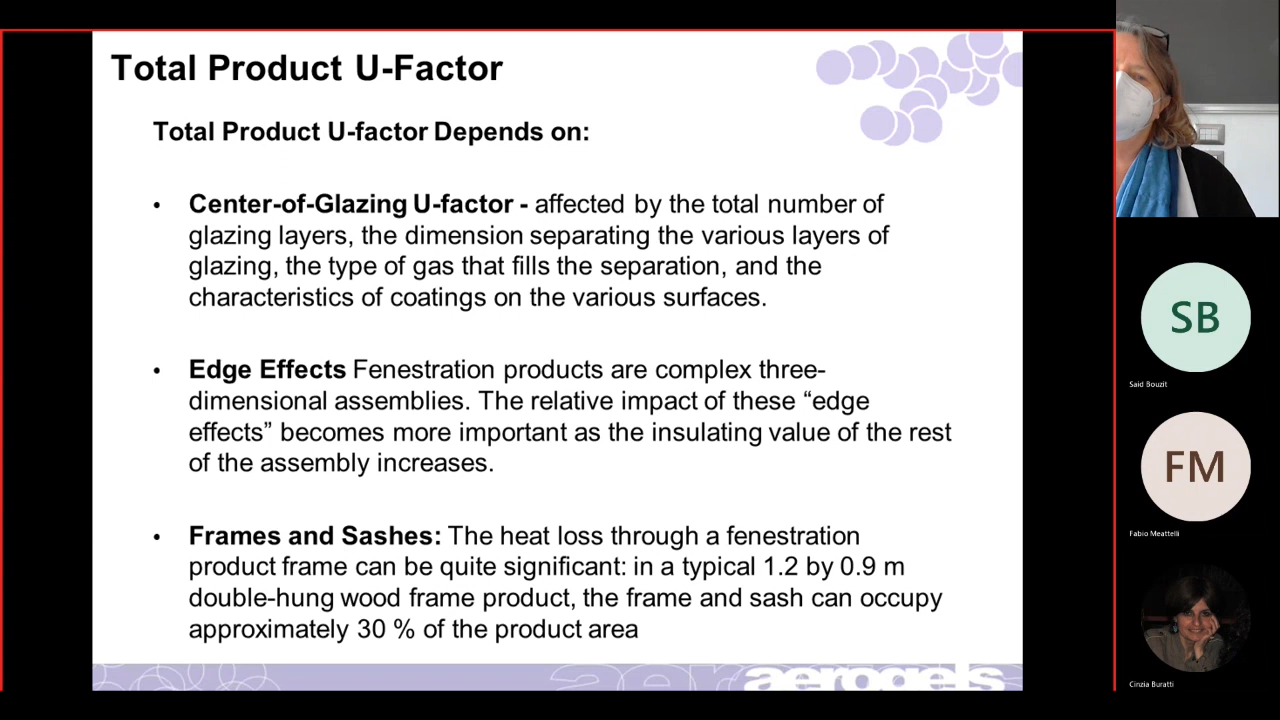 Total Product U-Factor
Total Product U-factor Depends on:
• Center-of-Glazing U-factor - affected by the total number of
glazing layers, the dimension separating the various layers of
glazing, the type of gas that fills the separation, and the
characteristics of coatings on the various surfaces.
• Edge Effects Fenestration products are complex three-
dimensional assemblies. The relative impact of these “edge
effects” becomes more important as the insulating value of the rest
of the assembly increases.
• Frames and Sashes: The heat loss through a fenestration
product frame can be quite significant: in a typical 1.2 by 0.9 m
double-hung wood frame product, the frame and sash can occupy
approximately 30 % of the product area
aerogels
SB
Said Bouzit
FM
Fabio Meattelli
Cinzia Buratti